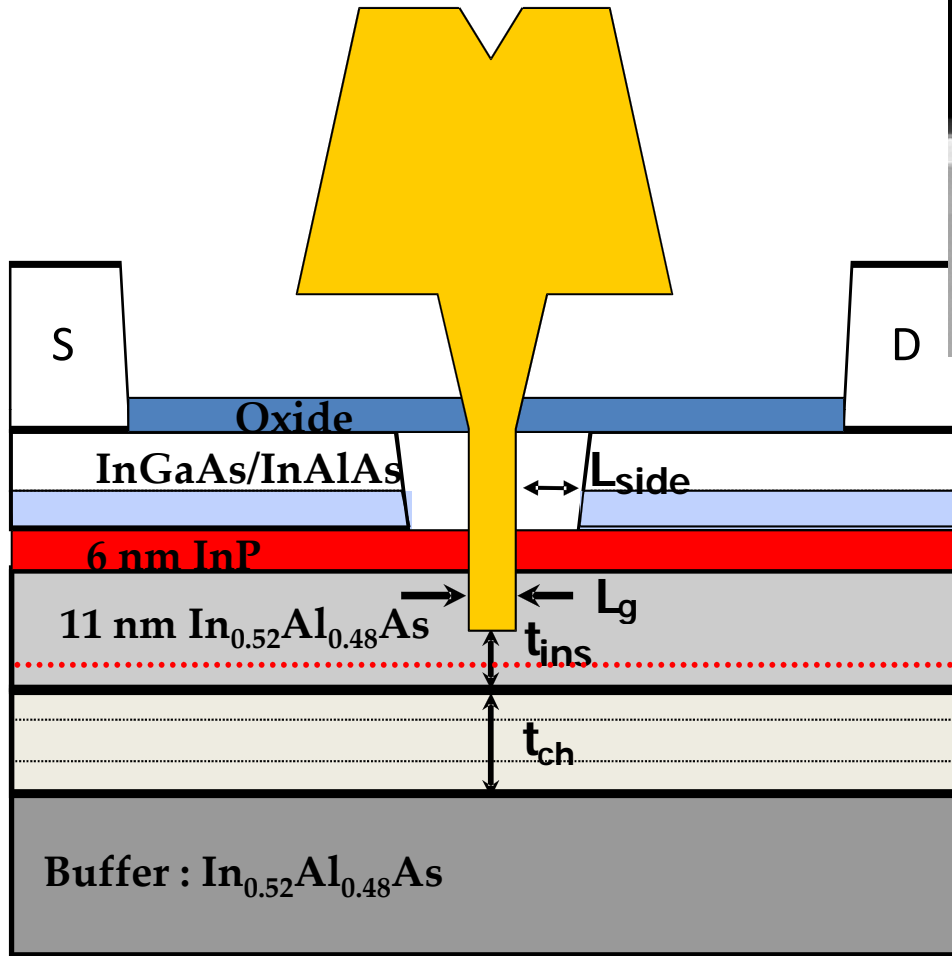 S
D
Oxide
InGaAs/InAlAs
Lside
6 nm InP
Lg
11 nm In0.52Al0.48As
tins
tch
Buffer : In0.52Al0.48As